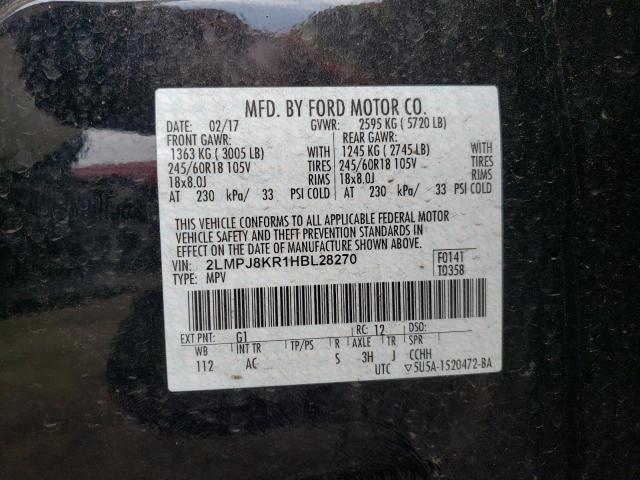 MFD. BY FORD MOTOR CO.
DATE: 02/17 GVWR: 2595 KG (5720 LB)
FRONT GAWR: REAR GAWR:
1363 KG (3005 LB) WITH 1245 KG (2745 LB) WITH
245/60R18 105V TIRES 245/60R18 105V TIRES
18x8.0J RIMS 18x8.0J RIMS
AT 230 kPa/ 33 PSI COLD AT 230 kPa/ 33 PSI COLD
THIS VEHICLE CONFORMS TO ALL APPLICABLE FEDERAL MOTOR
VEHICLE SAFETY AND THEFT PREVENTION STANDARDS IN
EFFECT ON THE DATE OF MANUFACTURE SHOWN ABOVE.
VIN: 2LMPJ8KR1HBL28270 F0141
TYPE: MPV T0358
EXT PNT: G1 RC: 12 DSO:
WB INT TR TP/PS R AXLE TR SPR
112 AC S 3H J CCHH
UTC ▽5U5A-1520472-BA